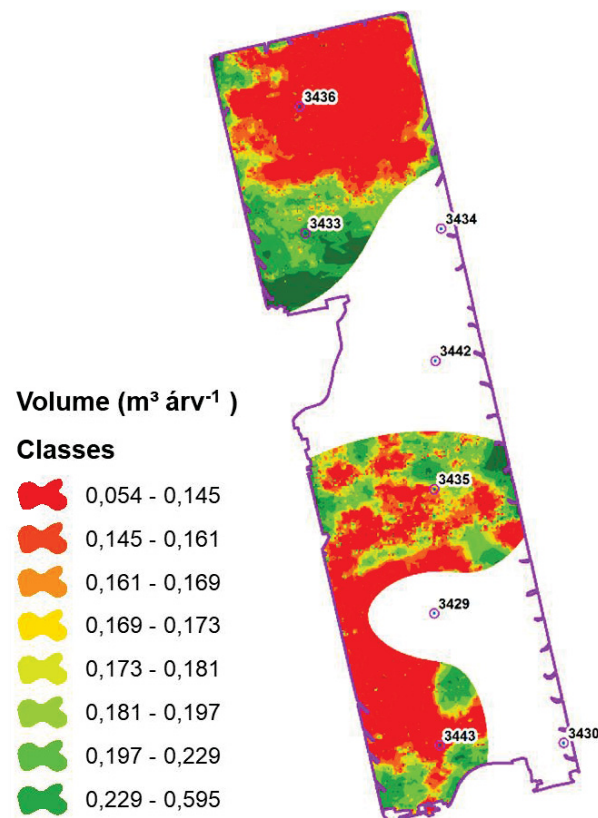 3436
3433
3434
3442
Volume (m³ árv⁻¹ )
Classes
0,054 - 0,145
0,145 - 0,161
0,161 - 0,169
0,169 - 0,173
0,173 - 0,181
0,181 - 0,197
0,197 - 0,229
0,229 - 0,595
3435
3429
3443
3430